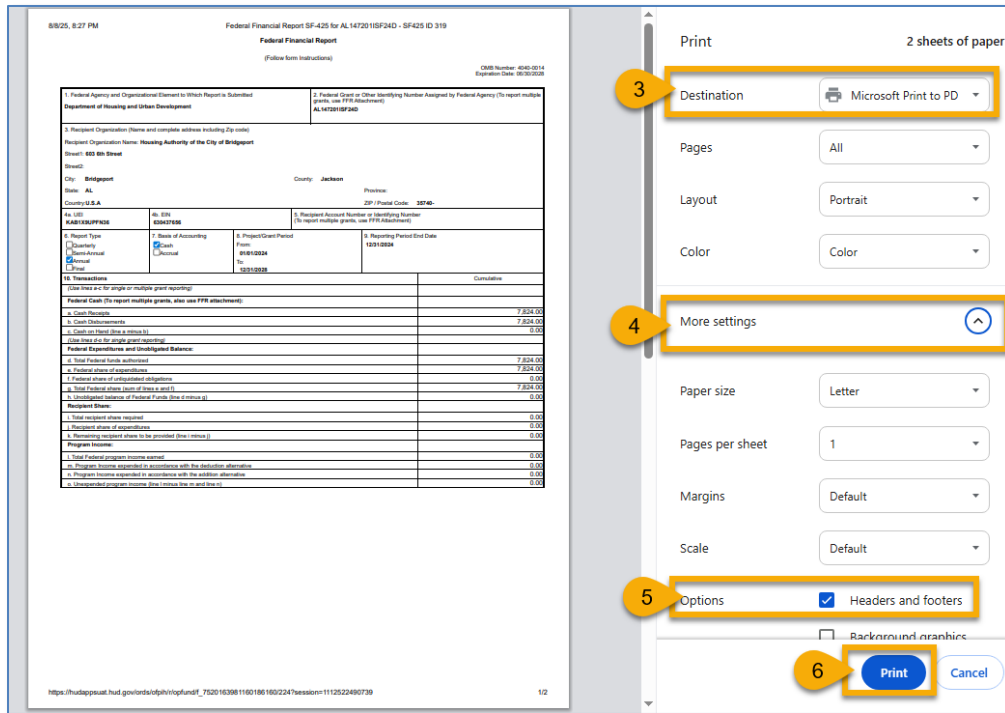 8/8/25, 8:27 PM Federal Financial Report SF-425 for AL147201ISF24D - SF425 ID 319
Federal Financial Report
(Follow form Instructions)
OMB Number: 4040-0014
Expiration Date: 06/30/2028
1. Federal Agency and Organizational Element to Which Report is Submitted
Department of Housing and Urban Development
2. Federal Grant or Other Identifying Number Assigned by Federal Agency (To report multiple
grants, use FFR Attachment)
AL147201ISF24D
3. Recipient Organization (Name and complete address including Zip code)
Recipient Organization Name: Housing Authority of the City of Bridgeport
Street1: 603 8th Street
Street2:
City: Bridgeport County: Jackson
State: AL Province:
Country:U.S.A ZIP / Postal Code: 35740-
4a. UEI
KAB1X9UPFN36
4b. EIN
630437656
5. Recipient Account Number or Identifying Number
(To report multiple grants, use FFR Attachment)
6. Report Type
Quarterly
Semi-Annual
Annual
Final
7. Basis of Accounting
Cash
Accrual
8. Project/Grant Period
From:
01/01/2024
To:
12/31/2028
9. Reporting Period End Date
12/31/2024
10. Transactions Cumulative
(Use lines a-c for single or multiple grant reporting)
Federal Cash (To report multiple grants, also use FFR attachment):
a. Cash Receipts 7,824.00
b. Cash Disbursements 7,824.00
c. Cash on Hand (line a minus b) 0.00
(Use lines d-o for single grant reporting)
Federal Expenditures and Unobligated Balance:
d. Total Federal funds authorized 7,824.00
e. Federal share of expenditures 7,824.00
f. Federal share of unliquidated obligations 0.00
g. Total Federal share (sum of lines e and f) 7,824.00
h. Unobligated balance of Federal Funds (line d minus g) 0.00
Recipient Share:
i. Total recipient share required 0.00
j. Recipient share of expenditures 0.00
k. Remaining recipient share to be provided (line i minus j) 0.00
Program Income:
l. Total Federal program income earned 0.00
m. Program Income expended in accordance with the deduction alternative 0.00
n. Program Income expended in accordance with the addition alternative 0.00
o. Unexpended program income (line l minus line m and line n) 0.00
https://hudappsuat.hud.gov/ords/ofpih/r/opfund/f_7520163981160186160/224?session=1112522490739 1/2
Print 2 sheets of paper
3 Destination Microsoft Print to PD
Pages All
Layout Portrait
Color Color
4 More settings
Paper size Letter
Pages per sheet 1
Margins Default
Scale Default
5 Options Headers and footers
Background graphics
6 Print Cancel